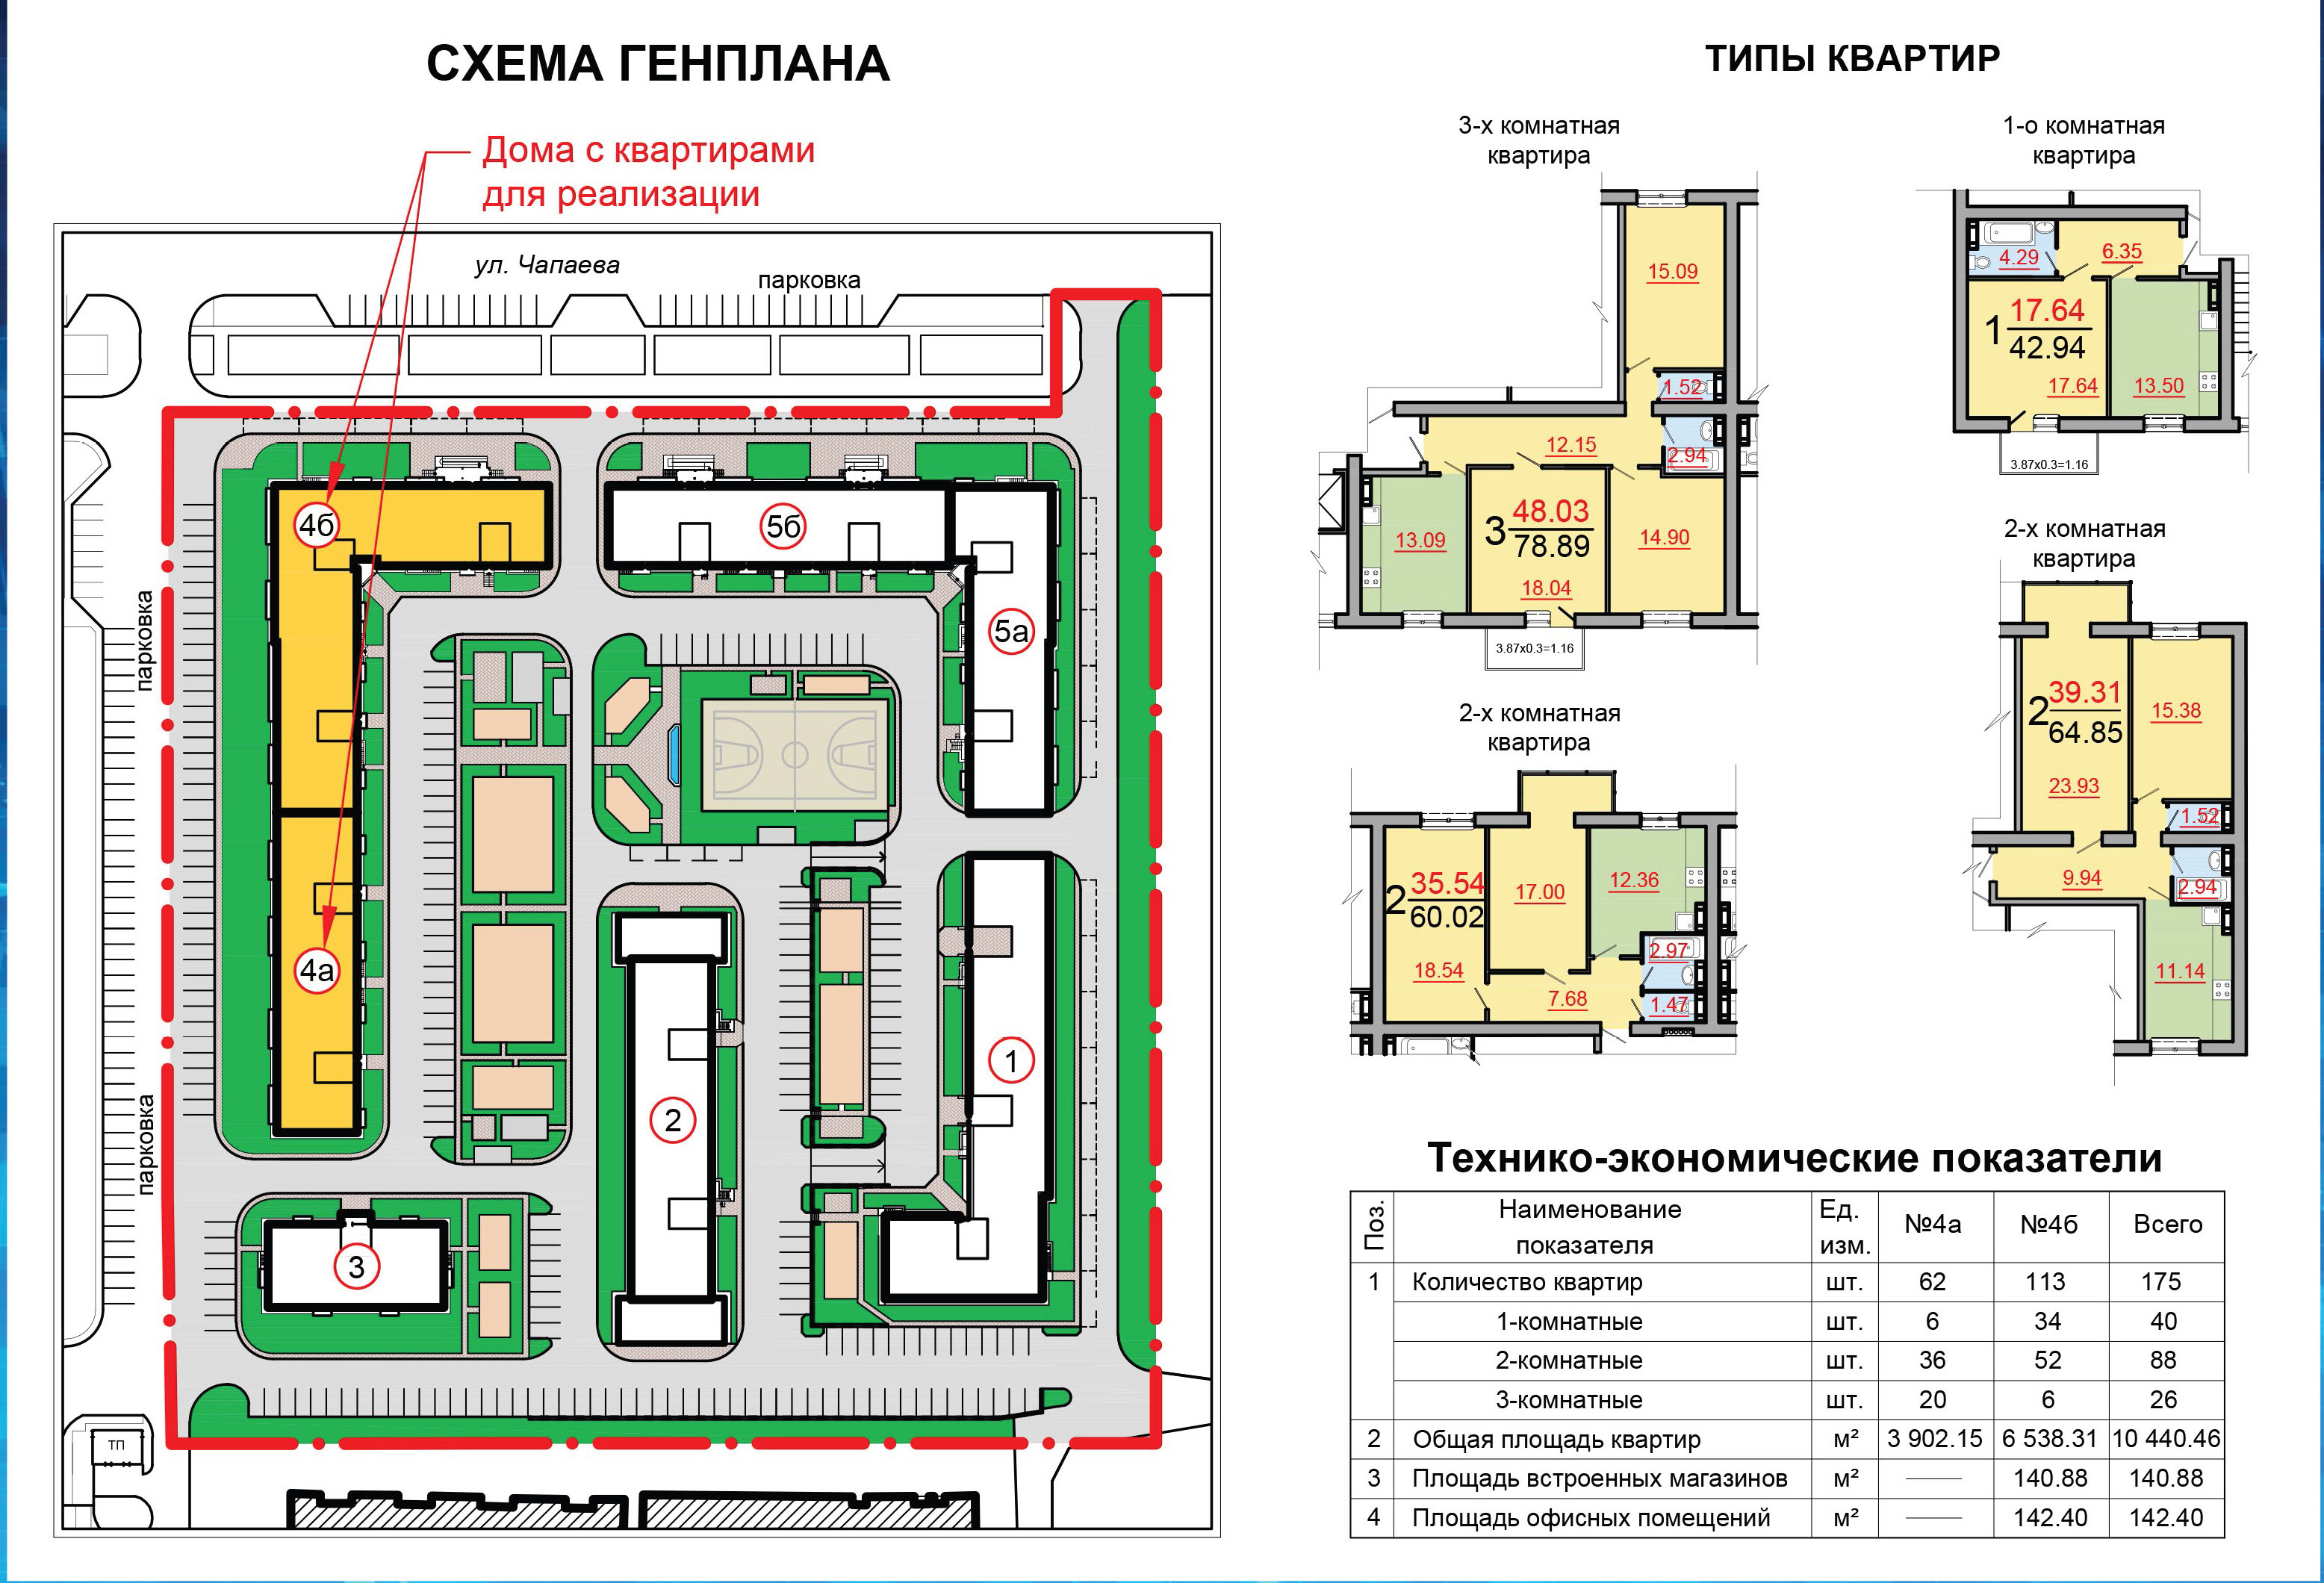 СХЕМА ГЕНПЛАНА
Дома с квартирами
для реализации
ул. Чапаева
парковка
4б
5б
5а
парковка
4а
1
2
парковка
3
ТП
ТИПЫ КВАРТИР
3-х комнатная
квартира
15.09
1.52
12.15
2.94
13.09
3 48.03
78.89
18.04
14.90
3.87х0.3=1.16
1-о комнатная
квартира
4.29
6.35
1 17.64
42.94
17.64
13.50
3.87х0.3=1.16
2-х комнатная
квартира
2 35.54
60.02
17.00
12.36
2.97
18.54
7.68
1.47
2-х комнатная
квартира
2 39.31
64.85
15.38
23.93
1.52
9.94
2.94
11.14
Технико-экономические показатели
Поз. Наименование показателя Ед. изм. №4а №4б Всего
1 Количество квартир шт. 62 113 175
1-комнатные шт. 6 34 40
2-комнатные шт. 36 52 88
3-комнатные шт. 20 6 26
2 Общая площадь квартир м² 3 902.15 6 538.31 10 440.46
3 Площадь встроенных магазинов м² —— 140.88 140.88
4 Площадь офисных помещений м² —— 142.40 142.40